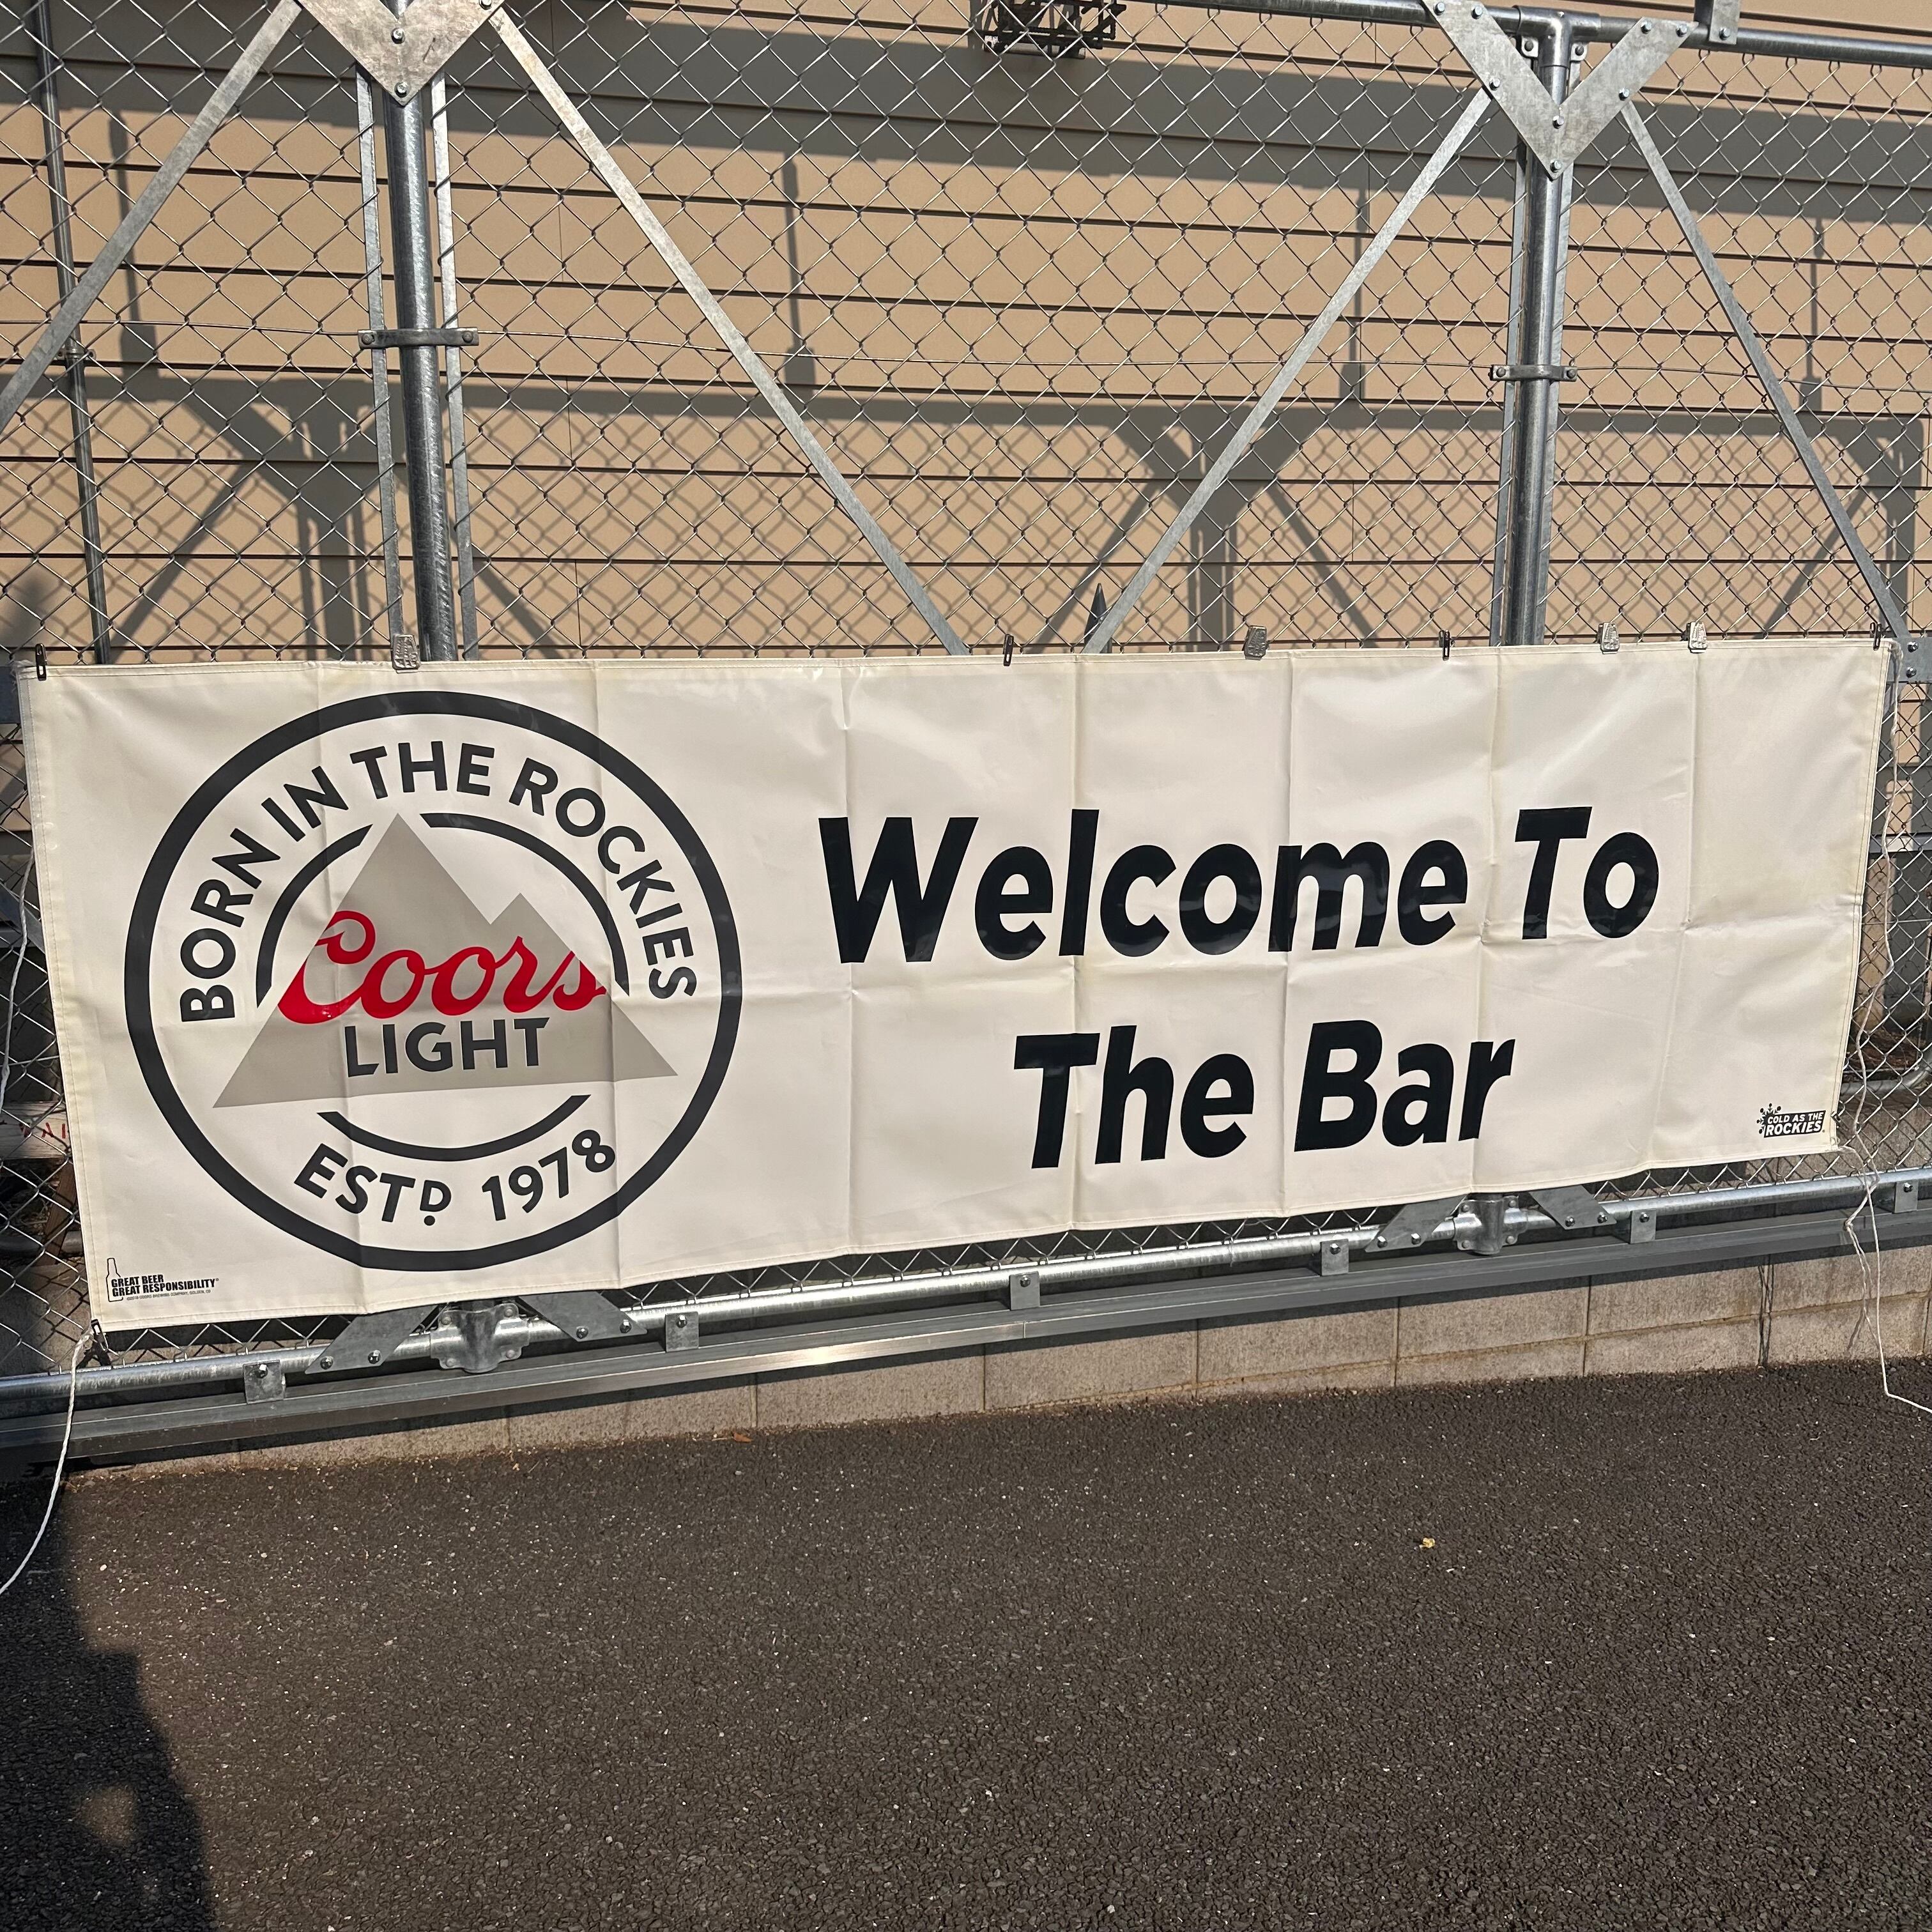 BORN IN THE ROCKIES
Coors
LIGHT
ESTD 1978
Welcome To
The Bar
COLD AS THE
ROCKIES
GREAT BEER
GREAT RESPONSIBILITY®